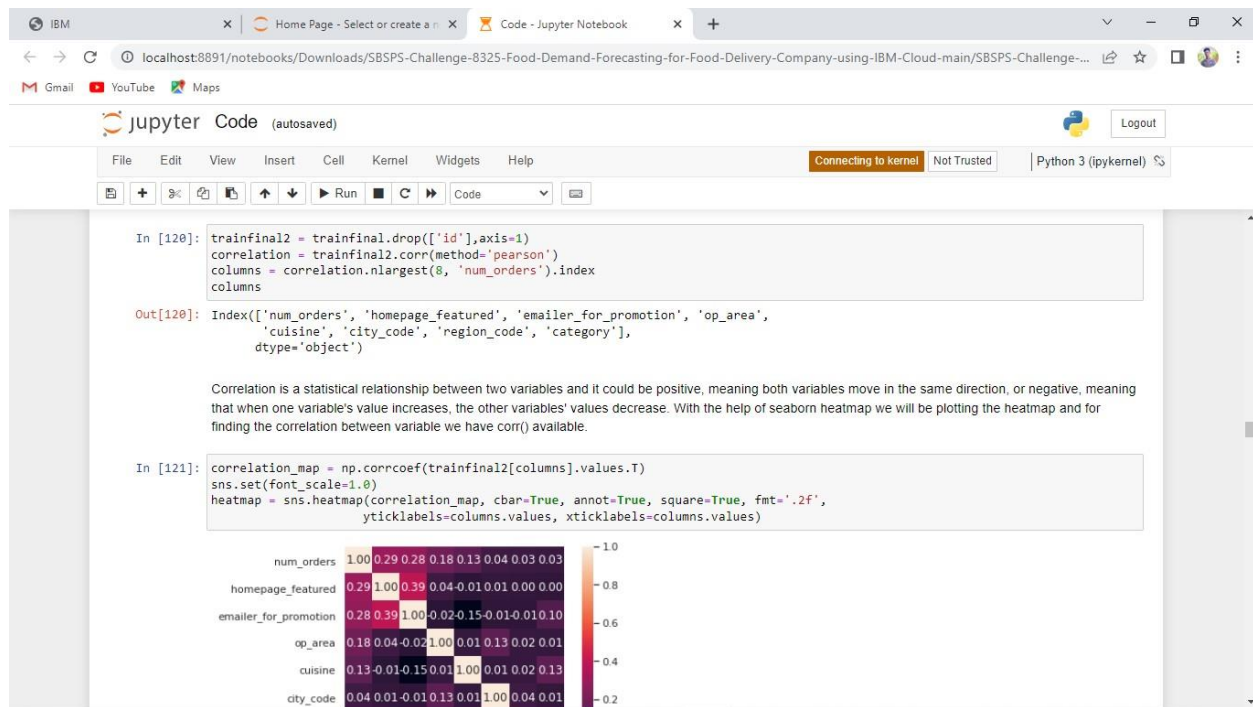 IBM
Home Page - Select or create a n
Code - Jupyter Notebook
localhost:8891/notebooks/Downloads/SBSPS-Challenge-8325-Food-Demand-Forecasting-for-Food-Delivery-Company-using-IBM-Cloud-main/SBSPS-Challenge-...
Gmail YouTube Maps
jupyter Code (autosaved)
Logout
File Edit View Insert Cell Kernel Widgets Help
Connecting to kernel Not Trusted Python 3 (ipykernel)
Run Code
In [120]: trainfinal2 = trainfinal.drop(['id'],axis=1)
correlation = trainfinal2.corr(method='pearson')
columns = correlation.nlargest(8, 'num_orders').index
columns
Out[120]: Index(['num_orders', 'homepage_featured', 'emailer_for_promotion', 'op_area',
'cuisine', 'city_code', 'region_code', 'category'],
dtype='object')
Correlation is a statistical relationship between two variables and it could be positive, meaning both variables move in the same direction, or negative, meaning
that when one variable's value increases, the other variables' values decrease. With the help of seaborn heatmap we will be plotting the heatmap and for
finding the correlation between variable we have corr() available.
In [121]: correlation_map = np.corrcoef(trainfinal2[columns].values.T)
sns.set(font_scale=1.0)
heatmap = sns.heatmap(correlation_map, cbar=True, annot=True, square=True, fmt='.2f',
yticklabels=columns.values, xticklabels=columns.values)
num_orders 1.00 0.29 0.28 0.18 0.13 0.04 0.03 0.03
1.0
homepage_featured 0.29 1.00 0.39 0.04 -0.01 0.01 0.00 0.00
0.8
emailer_for_promotion 0.28 0.39 1.00 -0.02 -0.15 -0.01 -0.01 0.10
0.6
op_area 0.18 0.04 -0.02 1.00 0.01 0.13 0.02 0.01
0.4
cuisine 0.13 -0.01 -0.15 0.01 1.00 0.01 0.02 0.13
city_code 0.04 0.01 -0.01 0.13 0.01 1.00 0.04 0.01
0.2